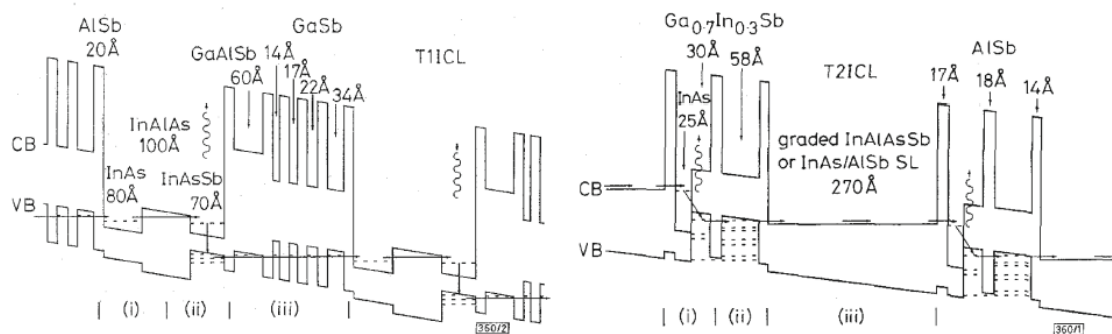 AlSb
20Å
GaAlSb
60Å
14Å
17Å
22Å
34Å
GaSb
T1ICL
InAlAs
100Å
InAs
80Å
InAsSb
70Å
CB
VB
(i)
(ii)
(iii)
360/2
Ga0.7In0.3Sb
30Å
58Å
InAs
25Å
T2ICL
17Å
AlSb
18Å
14Å
graded InAlAsSb
or InAs/AlSb SL
270Å
CB
VB
(i)
(ii)
(iii)
360/1